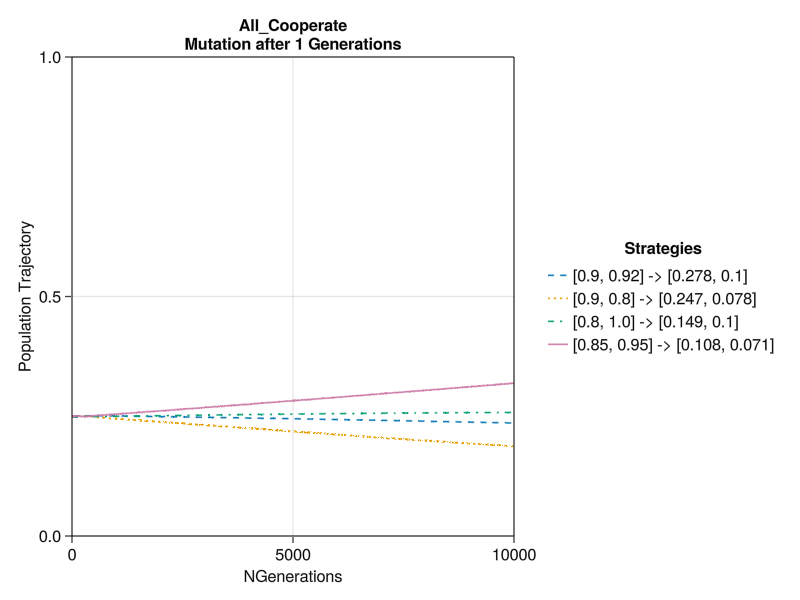 All_Cooperate
Mutation after 1 Generations
1.0
0.5
0.0
0
5000
10000
NGenerations
Population Trajectory
Strategies
[0.9, 0.92] -> [0.278, 0.1]
[0.9, 0.8] -> [0.247, 0.078]
[0.8, 1.0] -> [0.149, 0.1]
[0.85, 0.95] -> [0.108, 0.071]